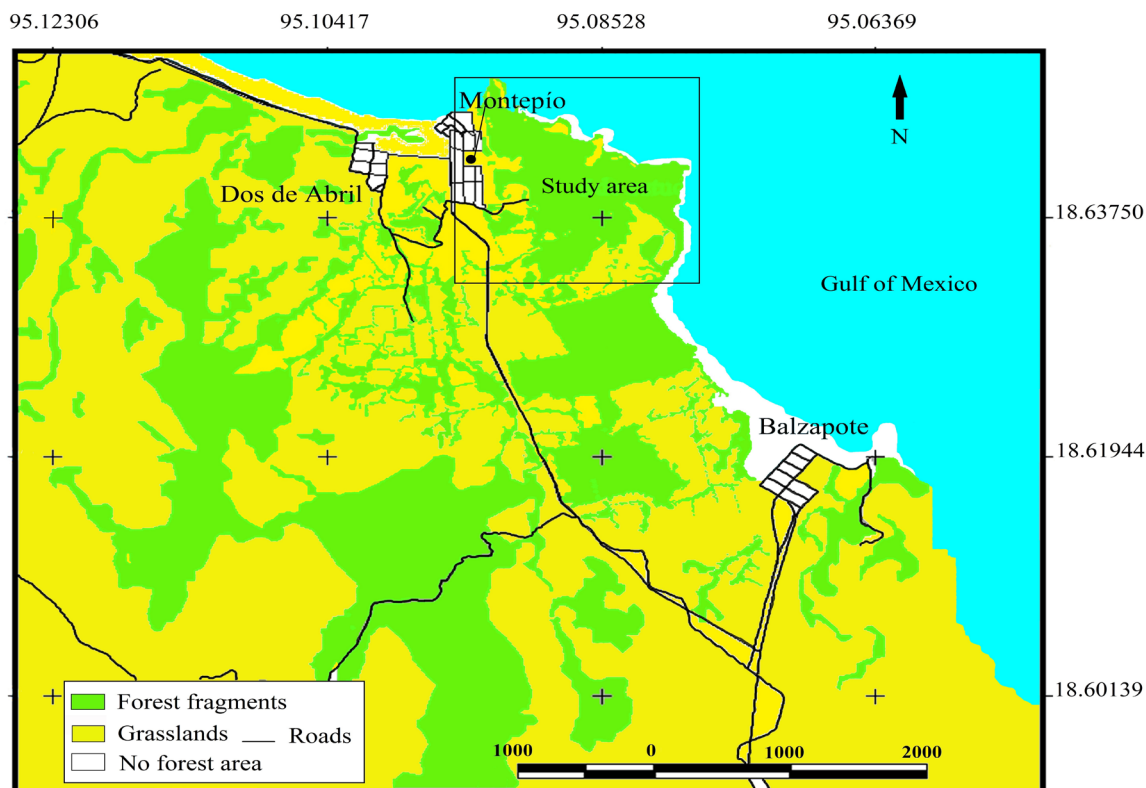 95.12306 95.10417 95.08528 95.06369
Montepío
N
Dos de Abril
Study area
18.63750
Gulf of Mexico
Balzapote
18.61944
18.60139
Forest fragments
Grasslands Roads
No forest area
1000 0 1000 2000